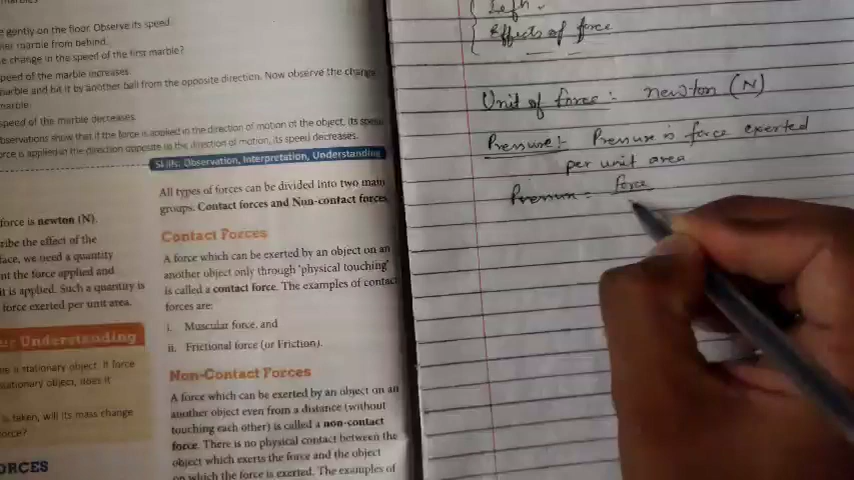 e gently on the floor. Observe its speed
her marble from behind.
e change in the speed of the first marble?
speed of the marble increases.
marble and hit it by another ball from the opposite direction. Now observe the change
marble.
speed of the marble decreases.
observations show that if the force is applied in the direction of motion of the object, its speed
orce is applied in the direction opposite to the direction of motion, its speed decreases.
Skills: Observation, Interpretation, Understanding
force is newton (N).
ribe the effect of the
face, we need a quantity
nt the force applied and
it is applied. Such a quantity is
force exerted per unit area.
ur Understanding
ve a stationary object. If force
stationary object, does it
is taken, will its mass change
force?
ORCES
All types of forces can be divided into two main
groups. Contact forces and Non-contact forces
Contact Forces
A force which can be exerted by an object on an
another object only through 'physical touching'
is called a contact force. The examples of contact
forces are:
i. Muscular force, and
ii. Frictional force (or Friction).
Non-Contact Forces
A force which can be exerted by an object on an
another object even from a distance (without
touching each other) is called a non-contact
force. There is no physical contact between the
object which exerts the force and the object
on which the force is exerted. The examples of
Effects of force
Unit of force : newton (N)
Pressure :- Pressure is force exerted
per unit area
Pressure = force